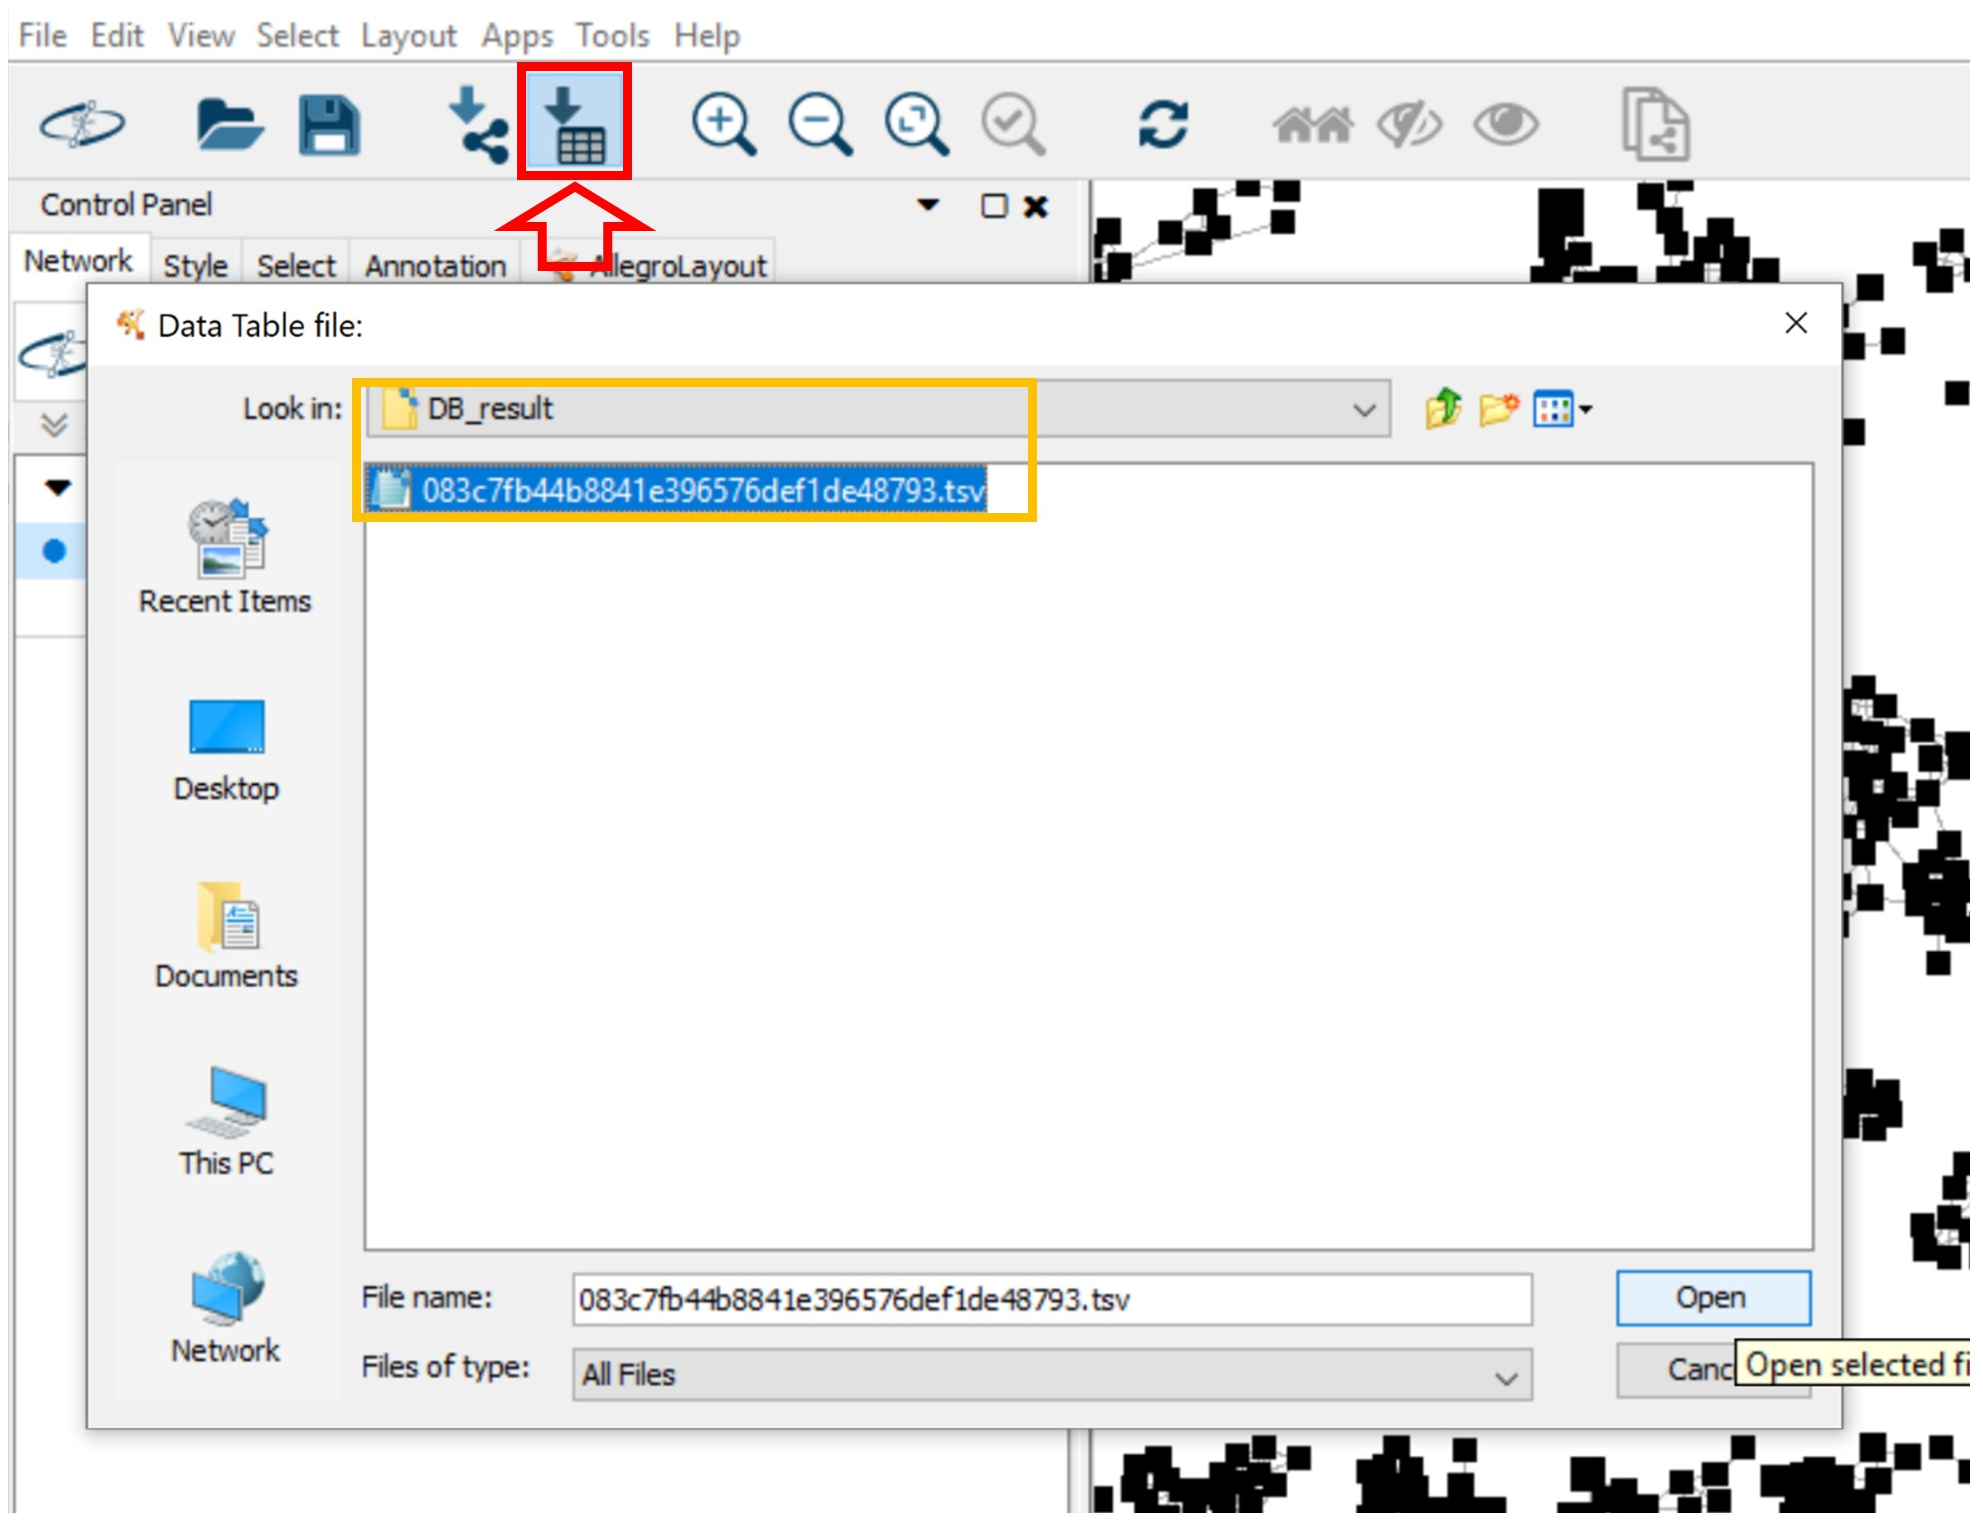 File Edit View Select Layout Apps Tools Help
Control Panel
Network Style Select Annotation AllegroLayout
Data Table file:
Look in: DB_result
083c7fb44b8841e396576def1de48793.tsv
Recent Items
Desktop
Documents
This PC
Network
File name: 083c7fb44b8841e396576def1de48793.tsv Open
Files of type: All Files Canc
Open selected fi